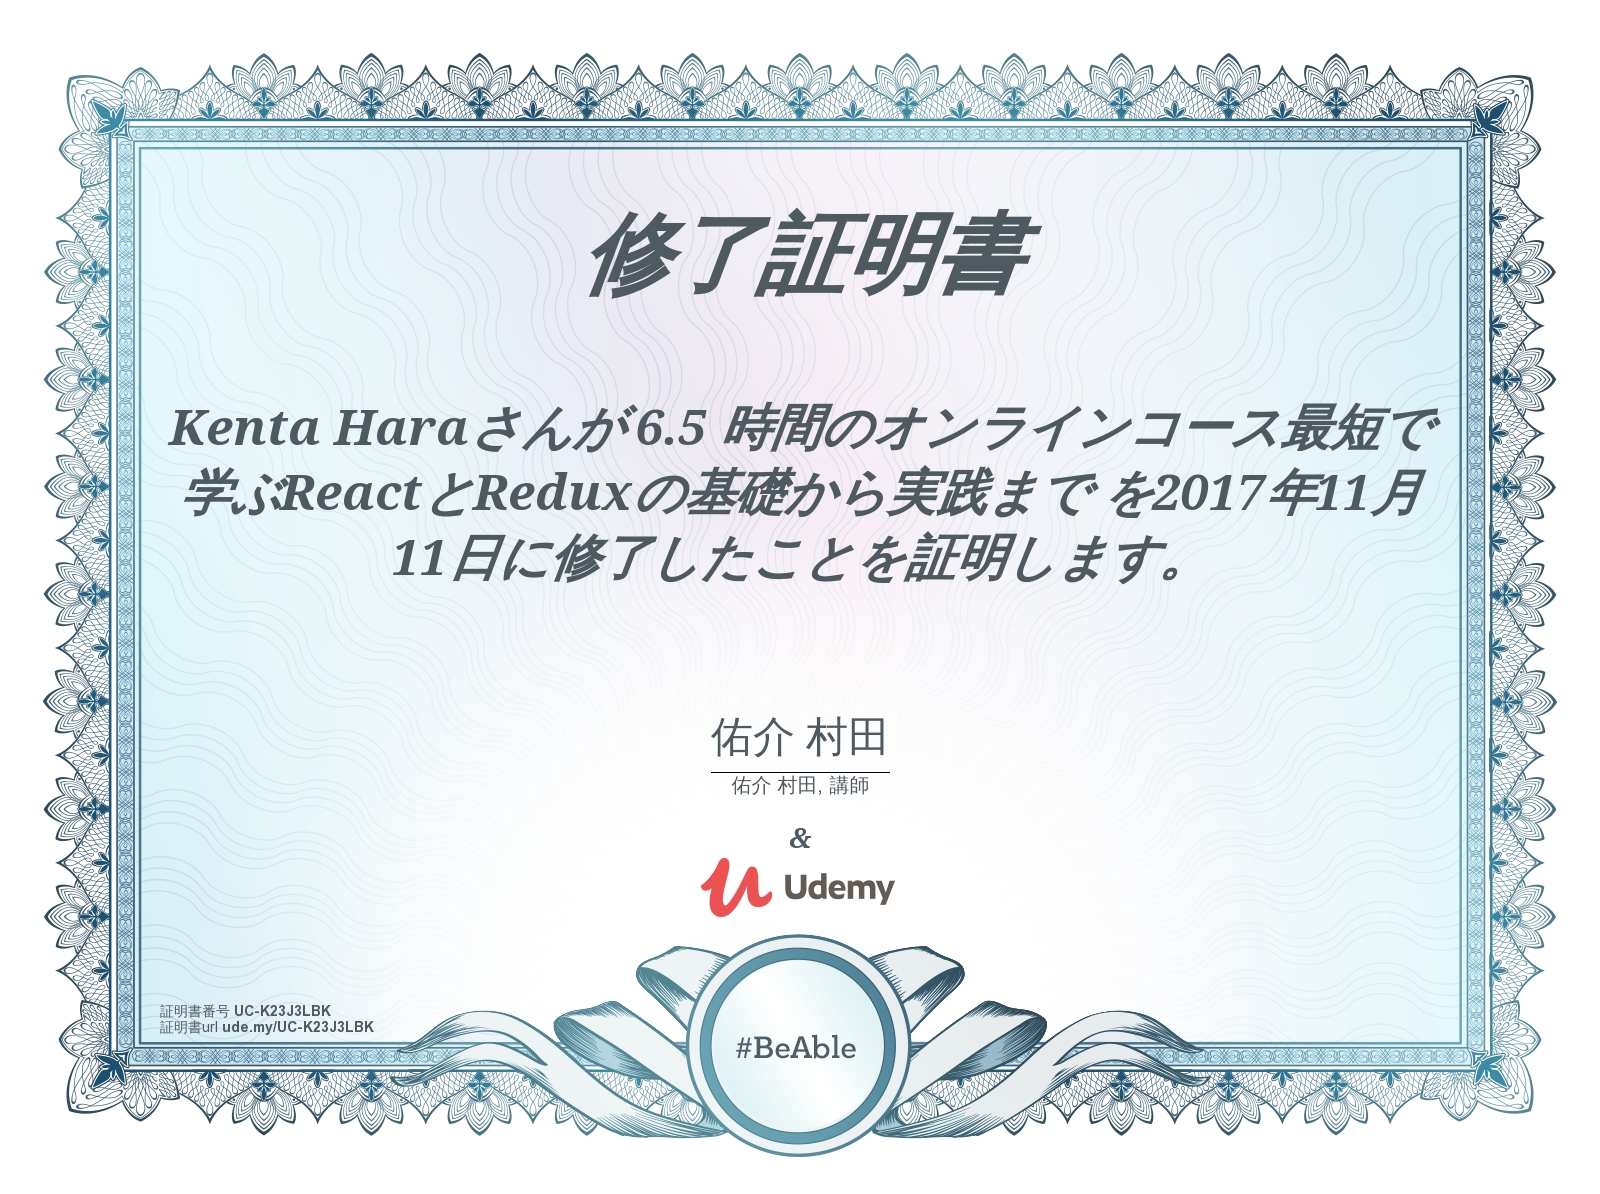 修了証明書
Kenta Haraさんが6.5 時間のオンラインコース最短で
学ぶReactとReduxの基礎から実践まで を2017年11月
11日に修了したことを証明します。
佑介 村田
佑介 村田, 講師
&
Udemy
#BeAble
証明書番号 UC-K23J3LBK
証明書url ude.my/UC-K23J3LBK